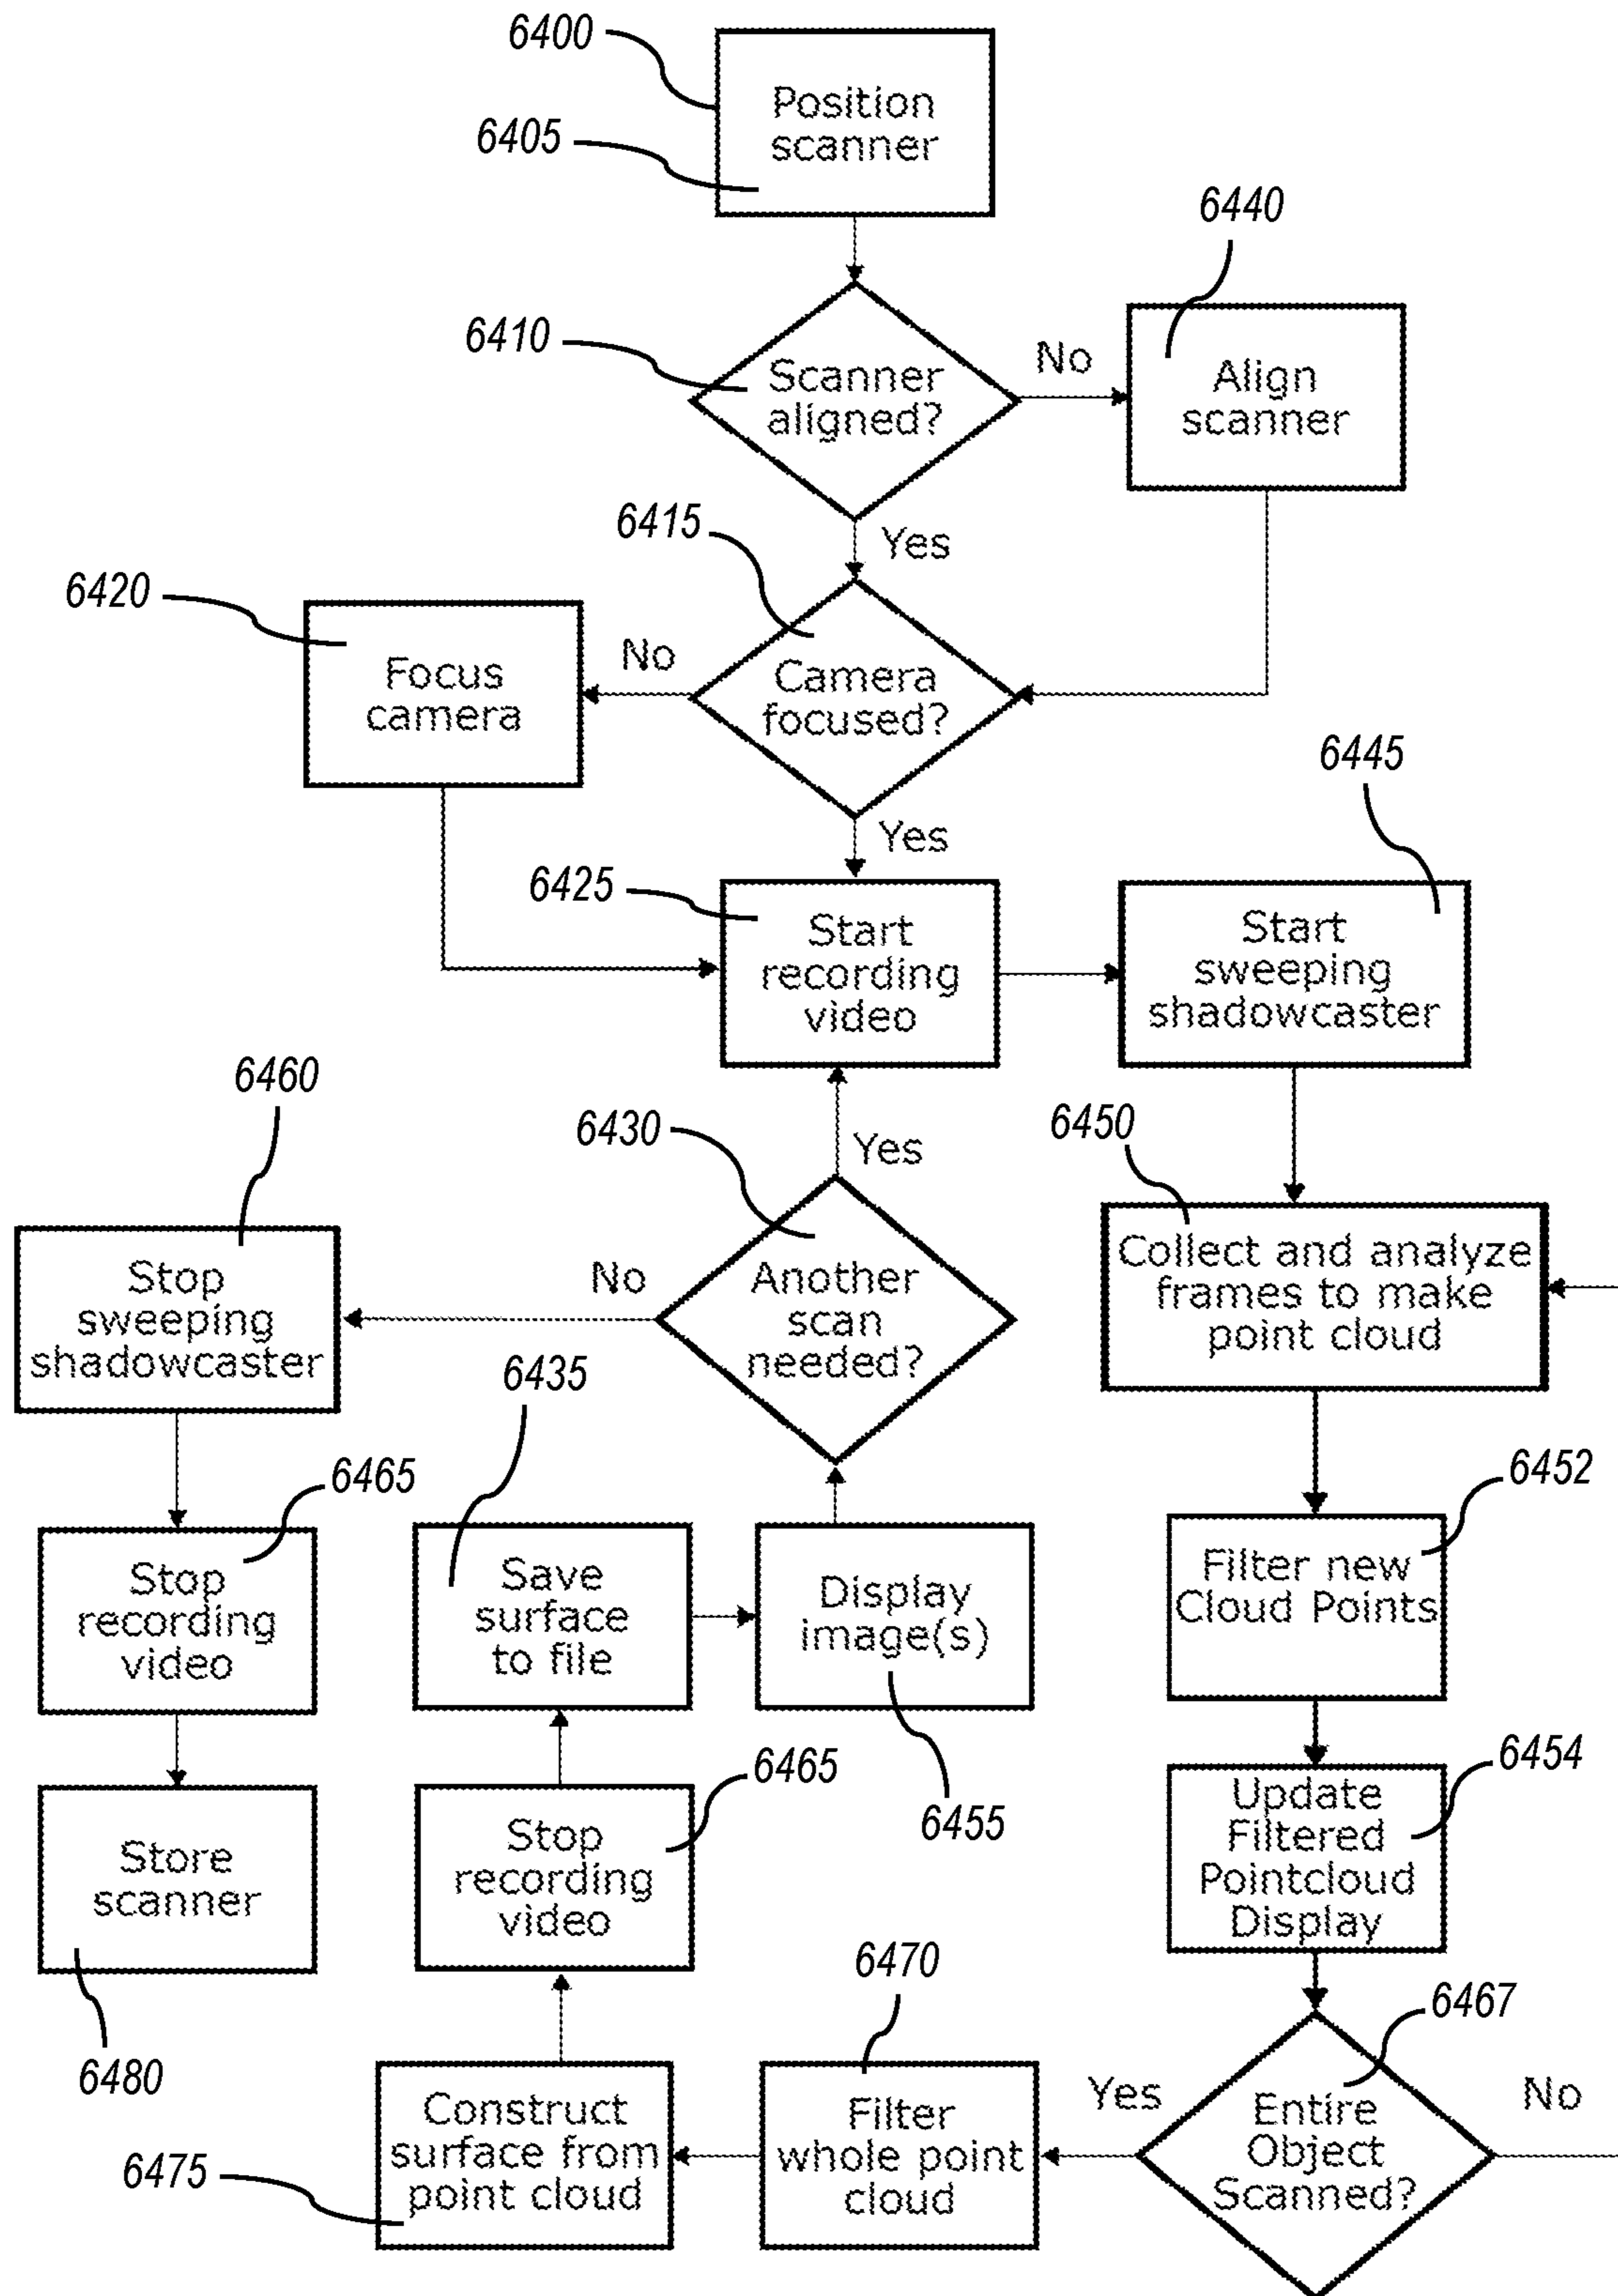 6400
Position
scanner
6405
6440
6410
Scanner
aligned?
No
Align
scanner
6415
Yes
6420
Focus
camera
No
Camera
focused?
6445
Yes
6425
Start
recording
video
Start
sweeping
shadowcaster
6460
6430
Yes
6450
Stop
sweeping
shadowcaster
No
Another
scan
needed?
Collect and analyze
frames to make
point cloud
6435
6465
6452
Stop
recording
video
Save
surface
to file
Display
image(s)
Filter new
Cloud Points
6465
6455
6454
Store
scanner
Stop
recording
video
Update
Filtered
Pointcloud
Display
6480
6470
6467
Construct
surface from
point cloud
6475
Filter
whole point
cloud
Yes
Entire
Object
Scanned?
No